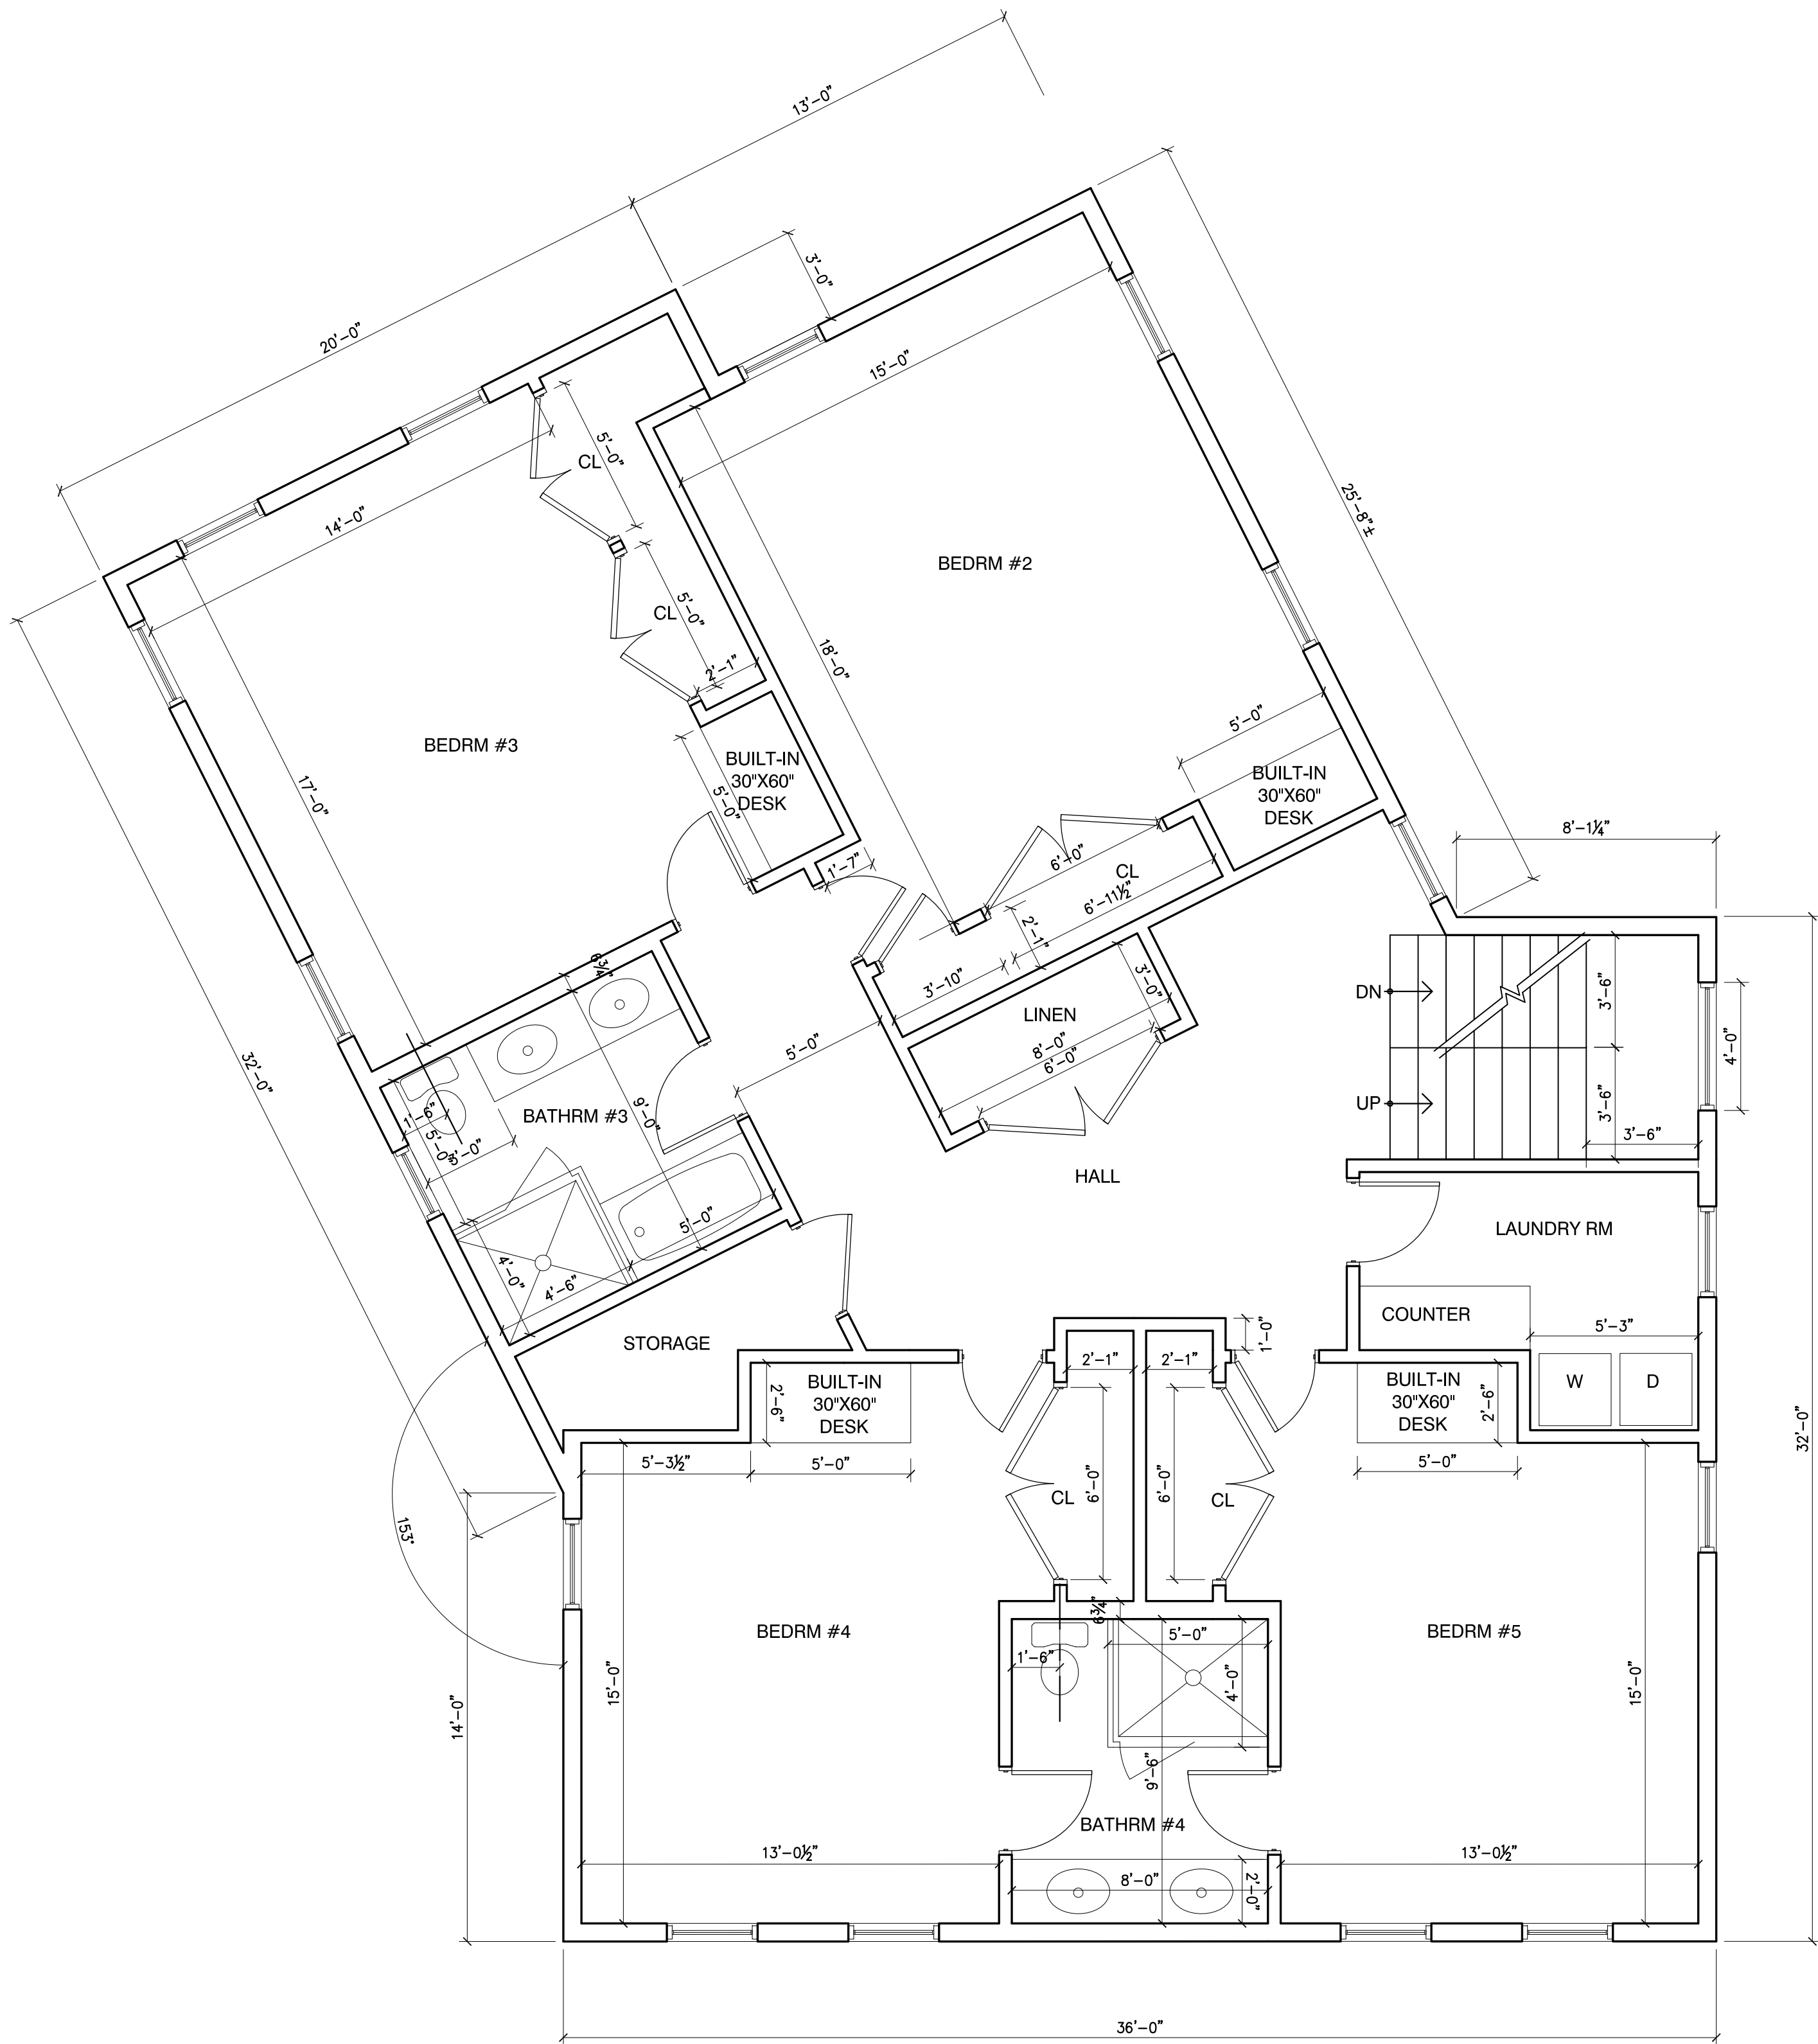 13'-0"
20'-0"
3'-0"
15'-0"
25'-8"±
14'-0"
5'-0"
CL
5'-0"
CL
2'-1"
BEDRM #2
18'-0"
BEDRM #3
17'-0"
BUILT-IN
30"X60"
DESK
5'-0"
5'-0"
BUILT-IN
30"X60"
DESK
8'-1¼"
1'-7"
6'-0"
CL
6'-11½"
2'-1"
3'-10"
3'-0"
LINEN
8'-0"
6'-0"
6¾"
5'-0"
32'-0"
BATHRM #3
9'-0"
1'-6"
5'-0"
3'-0"
5'-0"
4'-0"
4'-6"
DN
UP
3'-6"
3'-6"
3'-6"
4'-0"
HALL
LAUNDRY RM
COUNTER
5'-3"
W
D
STORAGE
1'-0"
2'-1"
2'-1"
BUILT-IN
30"X60"
DESK
2'-6"
BUILT-IN
30"X60"
DESK
2'-6"
32'-0"
5'-3½"
5'-0"
5'-0"
CL
6'-0"
6'-0"
CL
153°
6¾"
BEDRM #4
BEDRM #5
5'-0"
1'-6"
4'-0"
15'-0"
15'-0"
14'-0"
9'-6"
BATHRM #4
13'-0½"
13'-0½"
8'-0"
2'-0"
36'-0"